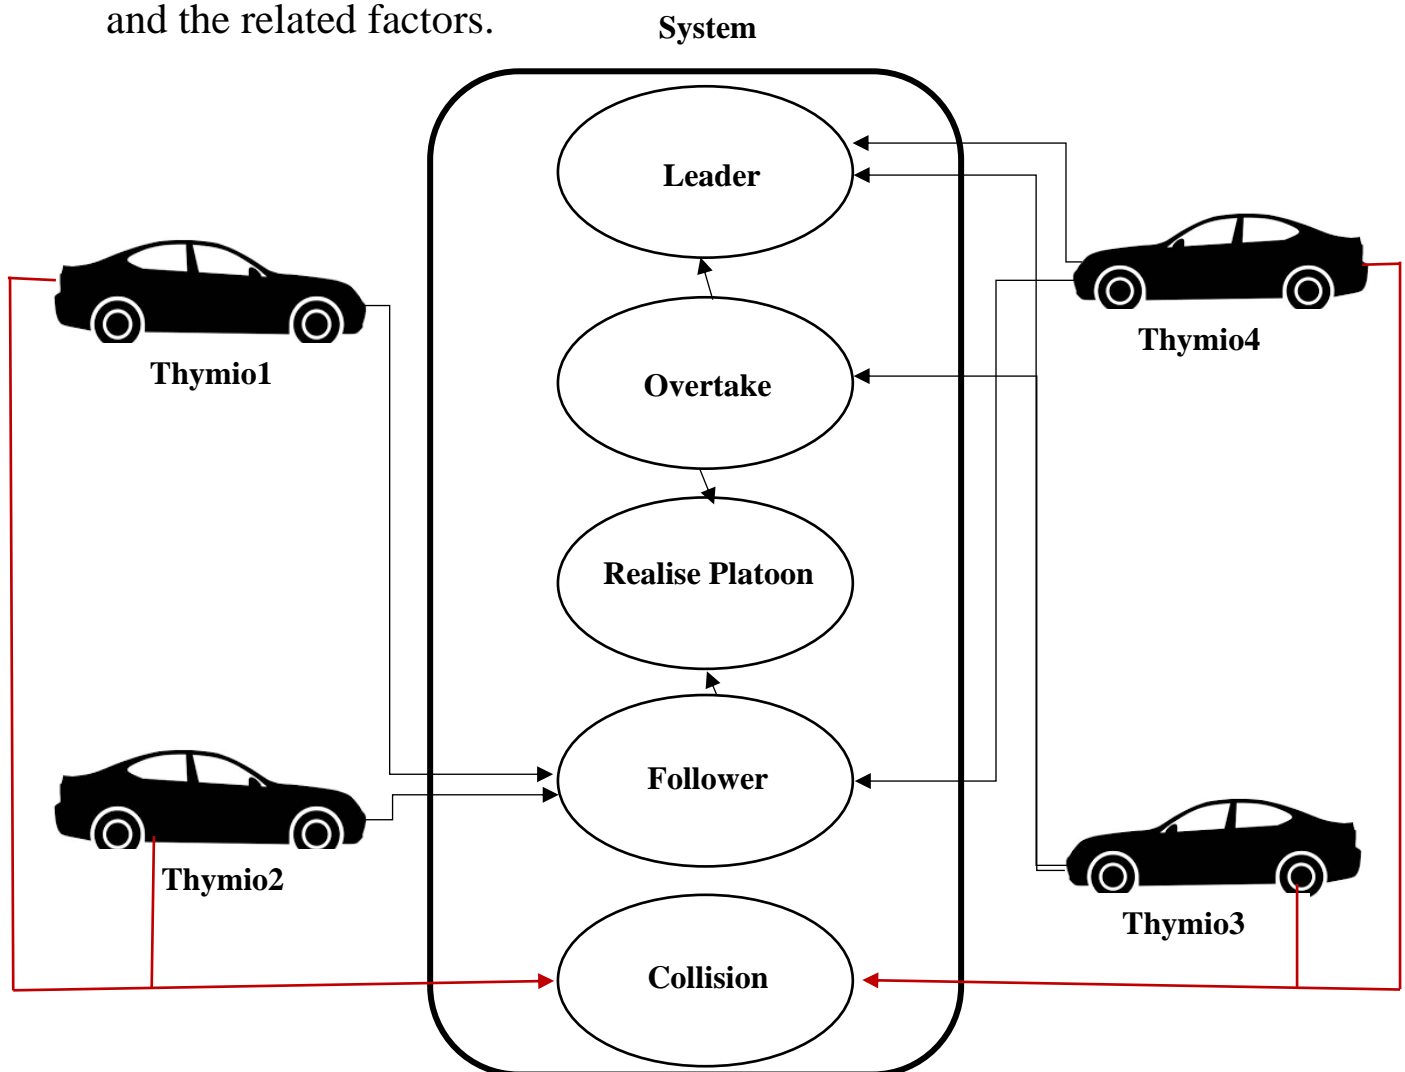 and the related factors.
System
Leader
Thymio4
Thymio1
Overtake
Realise Platoon
Follower
Thymio2
Thymio3
Collision